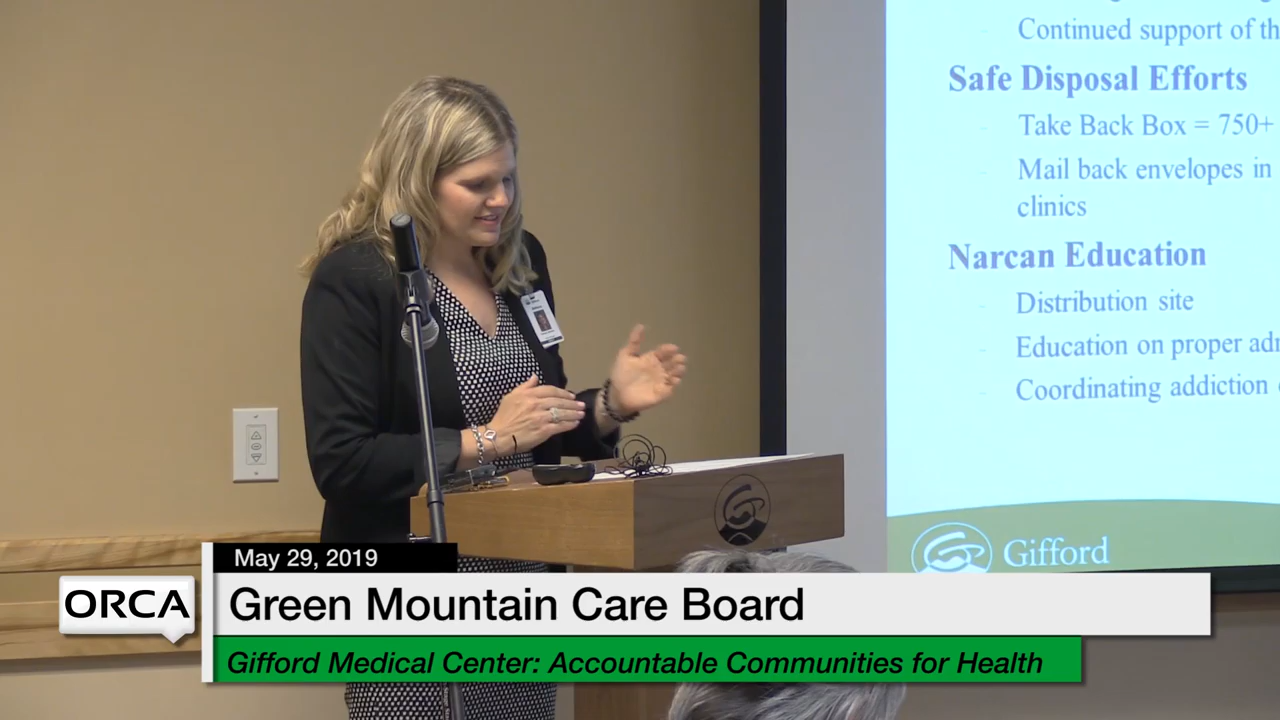 Continued support of th
Safe Disposal Efforts
Take Back Box = 750+
Mail back envelopes in
clinics
Narcan Education
Distribution site
Education on proper adr
Coordinating addiction
Gifford
May 29, 2019
ORCA
Green Mountain Care Board
Gifford Medical Center: Accountable Communities for Health